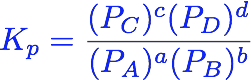 K_p = \frac{(P_C)^c (P_D)^d}{(P_A)^a (P_B)^b}